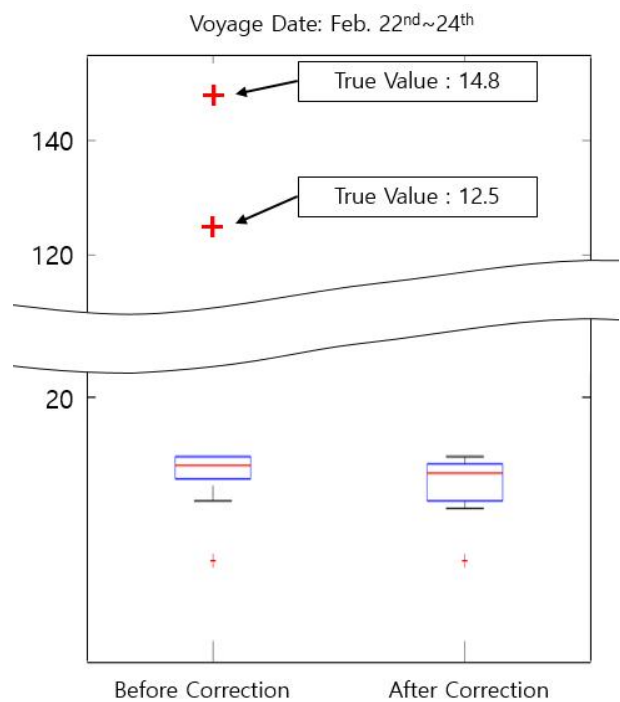 Voyage Date: Feb. 22nd~24th
True Value : 14.8
140
True Value : 12.5
120
20
Before Correction
After Correction